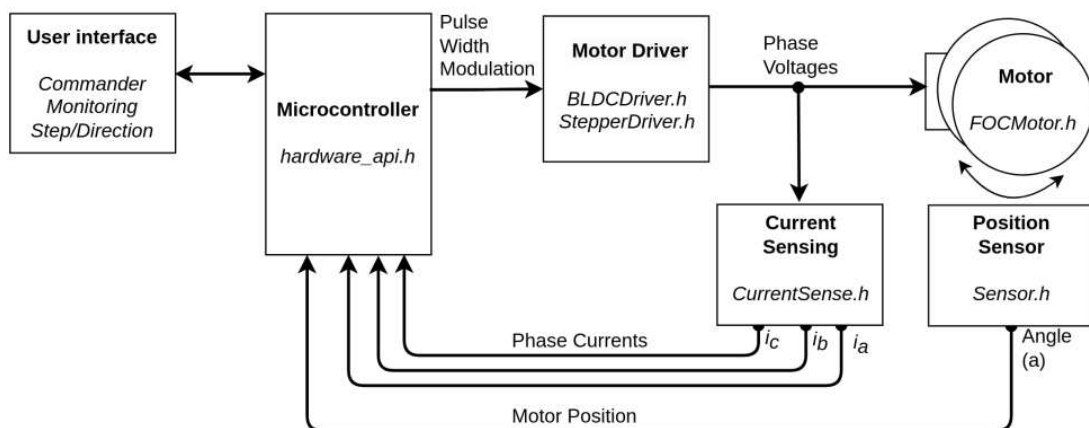 User interface
Commander
Monitoring
Step/Direction
Microcontroller
hardware_api.h
Pulse
Width
Modulation
Motor Driver
BLDCDriver.h
StepperDriver.h
Phase
Voltages
Motor
FOCMotor.h
Current
Sensing
CurrentSense.h
Position
Sensor
Sensor.h
ic
ib
ia
Angle
(a)
Phase Currents
Motor Position